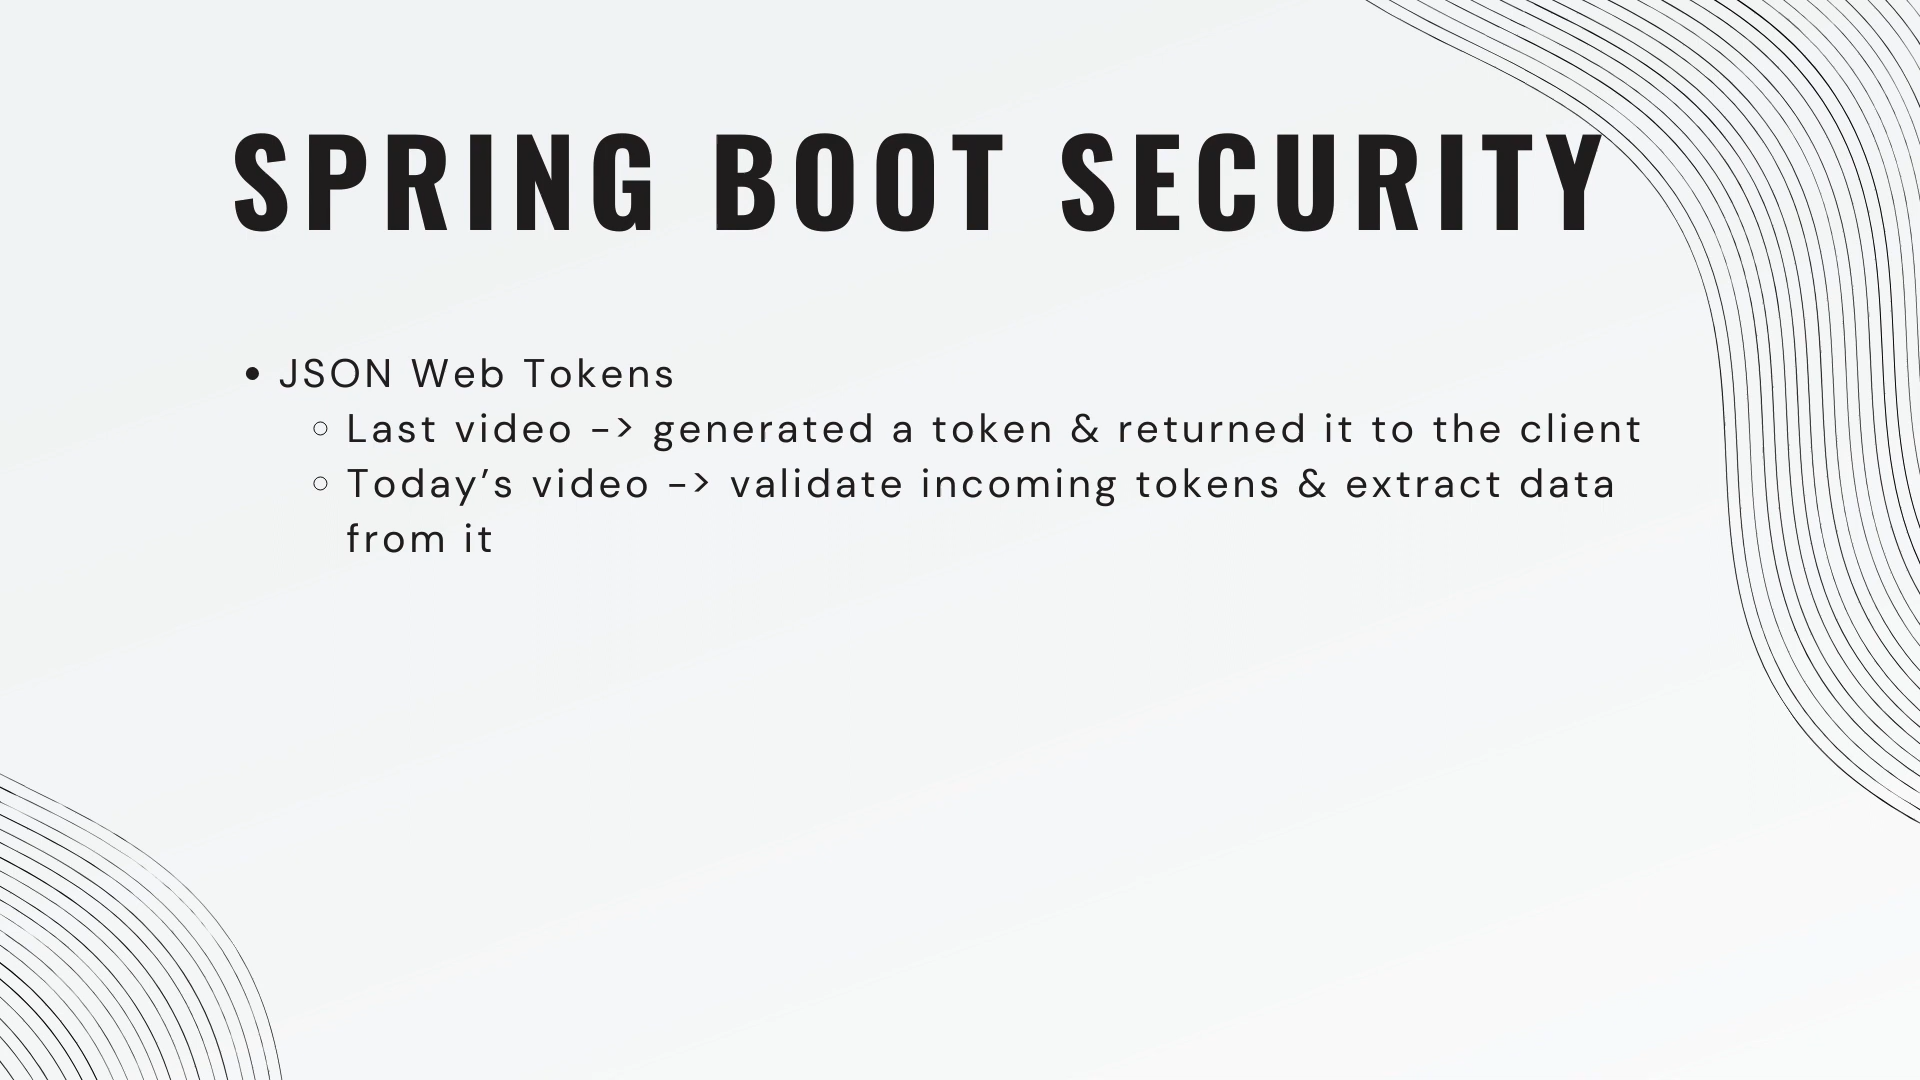 SPRING BOOT SECURITY
• JSON Web Tokens
◦ Last video -> generated a token & returned it to the client
◦ Today’s video -> validate incoming tokens & extract data
from it